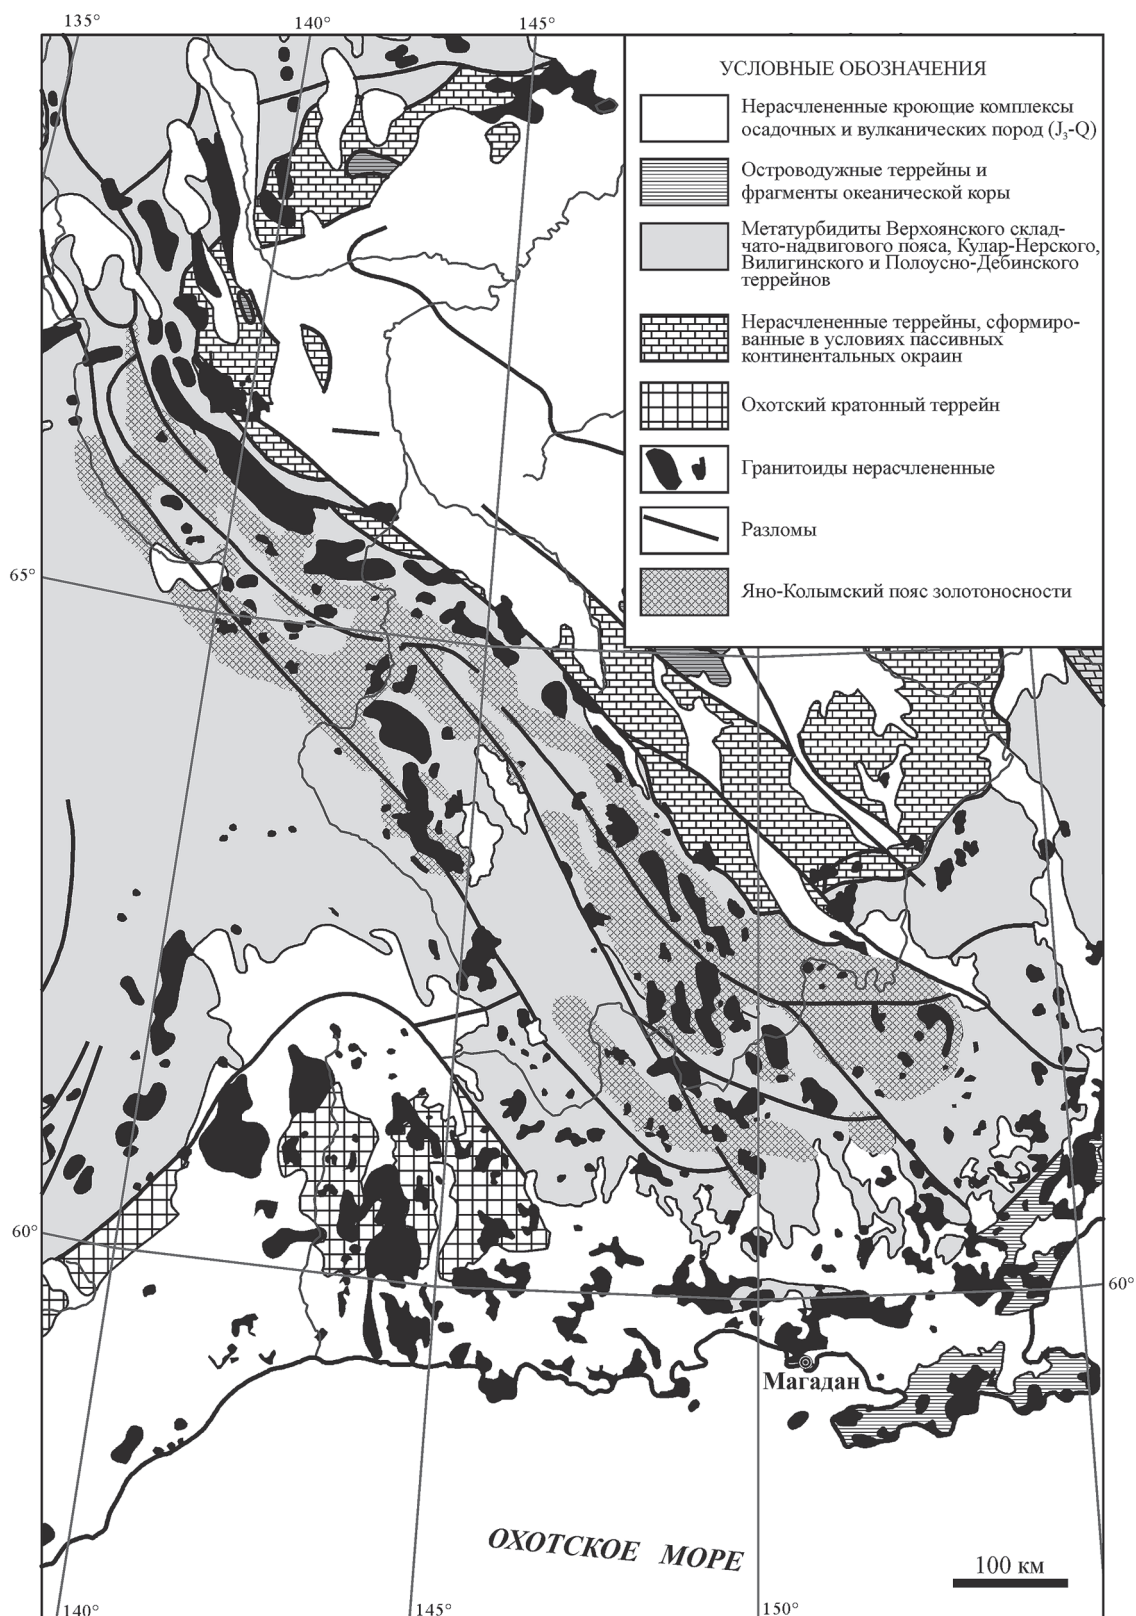 135°
140°
145°
УСЛОВНЫЕ ОБОЗНАЧЕНИЯ
Нерасчлененные кроющие комплексы
осадочных и вулканических пород (J₃-Q)
Островодужные террейны и
фрагменты океанической коры
Метатурбидиты Верхоянского склад-
чато-надвигового пояса, Кулар-Нерского,
Вилигинского и Полоусно-Дебинского
террейнов
Нерасчлененные террейны, сформиро-
ванные в условиях пассивных
континентальных окраин
Охотский кратонный террейн
Гранитоиды нерасчлененные
Разломы
Яно-Колымский пояс золотоносности
65°
60°
60°
Магадан
ОХОТСКОЕ МОРЕ
100 км
140°
145°
150°